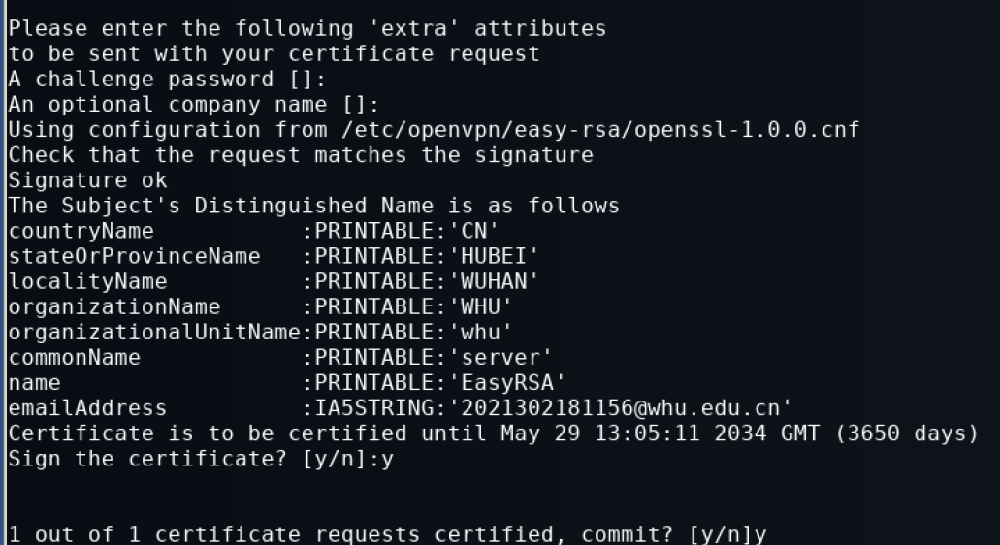 Please enter the following 'extra' attributes
to be sent with your certificate request
A challenge password []:
An optional company name []:
Using configuration from /etc/openvpn/easy-rsa/openssl-1.0.0.cnf
Check that the request matches the signature
Signature ok
The Subject's Distinguished Name is as follows
countryName           :PRINTABLE:'CN'
stateOrProvinceName   :PRINTABLE:'HUBEI'
localityName          :PRINTABLE:'WUHAN'
organizationName      :PRINTABLE:'WHU'
organizationalUnitName:PRINTABLE:'whu'
commonName            :PRINTABLE:'server'
name                  :PRINTABLE:'EasyRSA'
emailAddress          :IA5STRING:'2021302181156@whu.edu.cn'
Certificate is to be certified until May 29 13:05:11 2034 GMT (3650 days)
Sign the certificate? [y/n]:y
1 out of 1 certificate requests certified, commit? [y/n]y